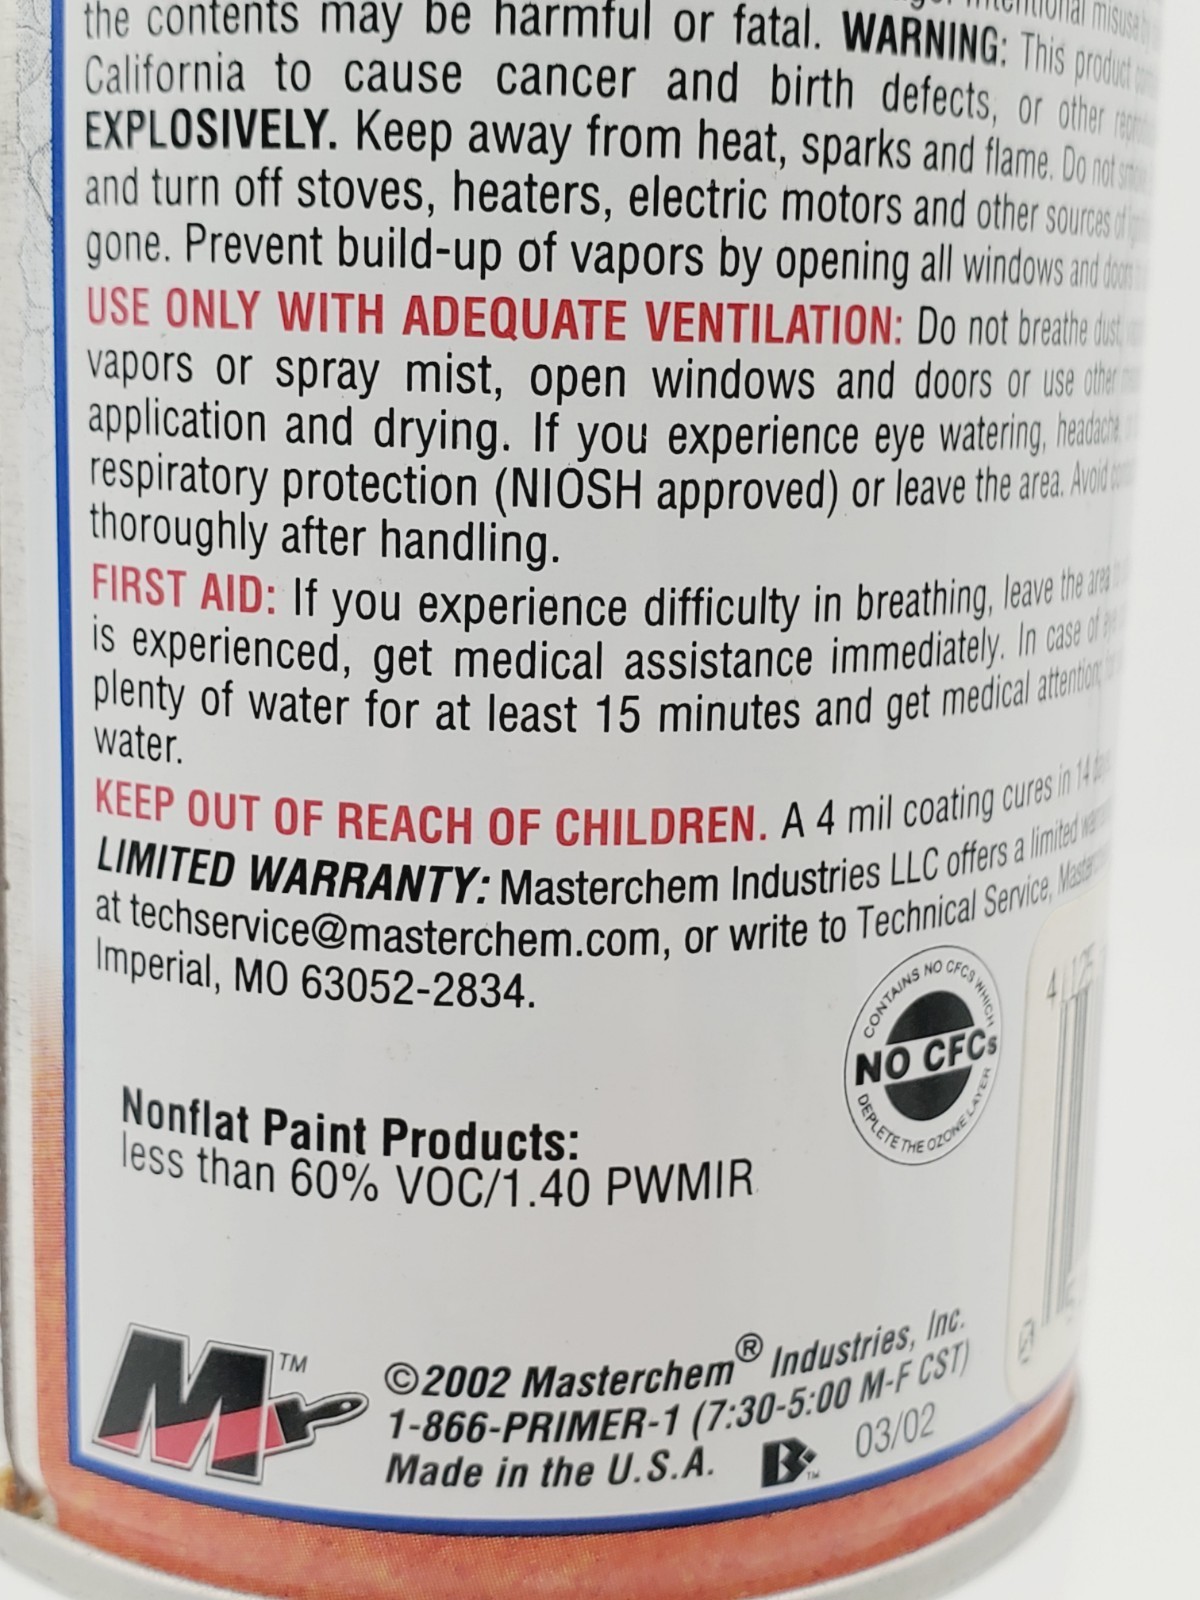 the contents may be harmful or fatal. WARNING: This product
California to cause cancer and birth defects, or other
EXPLOSIVELY. Keep away from heat, sparks and flame. Do not
and turn off stoves, heaters, electric motors and other sources of
gone. Prevent build-up of vapors by opening all windows and doors
USE ONLY WITH ADEQUATE VENTILATION: Do not breathe dust,
vapors or spray mist, open windows and doors or use other
application and drying. If you experience eye watering, headache,
respiratory protection (NIOSH approved) or leave the area. Avoid
thoroughly after handling.
FIRST AID: If you experience difficulty in breathing, leave the area
is experienced, get medical assistance immediately. In case of
plenty of water for at least 15 minutes and get medical attention;
water.
KEEP OUT OF REACH OF CHILDREN. A 4 mil coating cures in 14
LIMITED WARRANTY: Masterchem Industries LLC offers a limited
at techservice@masterchem.com, or write to Technical Service,
Imperial, MO 63052-2834.
CONTAINS NO CFCs WHICH
NO CFCs
DEPLETE THE OZONE LAYER
Nonflat Paint Products:
less than 60% VOC/1.40 PWMIR
M™
©2002 Masterchem® Industries, Inc.
1-866-PRIMER-1 (7:30-5:00 M-F CST)
Made in the U.S.A.
03/02